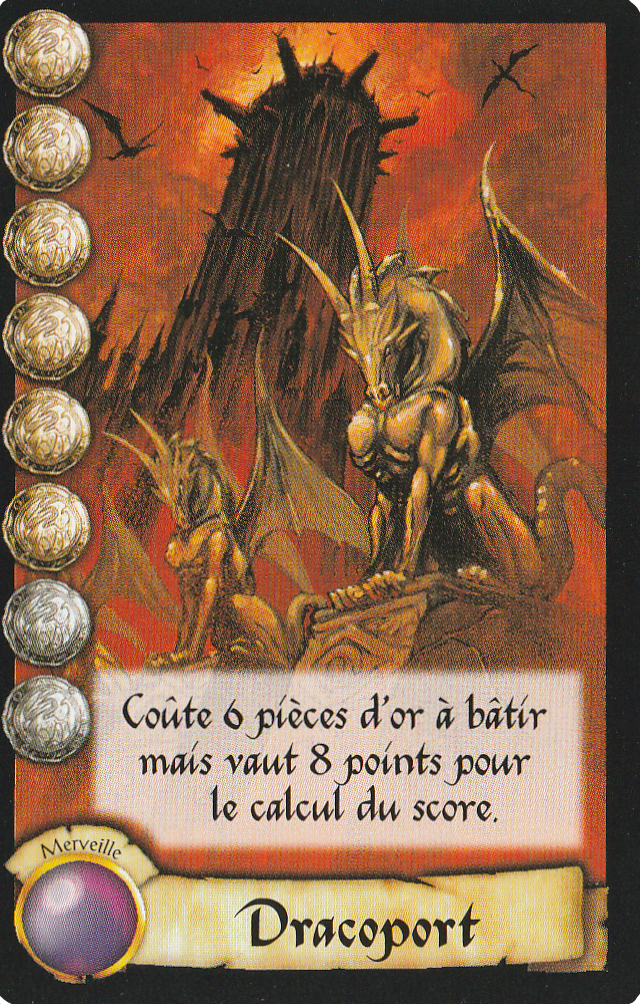 Coûte 6 pièces d'or à bâtir
mais vaut 8 points pour
le calcul du score.
Merveille
Dracoport